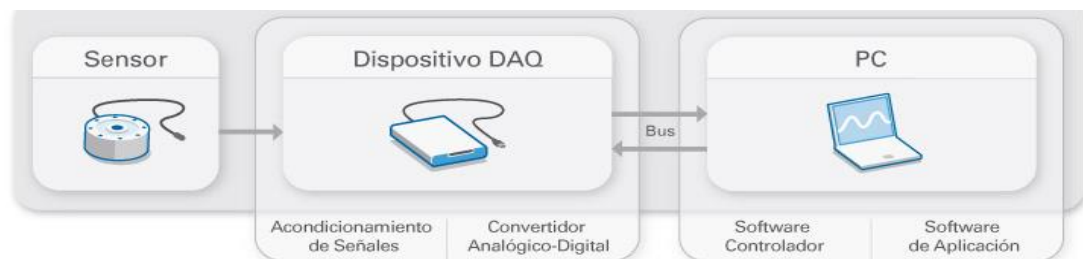 Sensor
Dispositivo DAQ
PC
Bus
Acondicionamiento
de Señales
Convertidor
Analógico-Digital
Software
Controlador
Software
de Aplicación